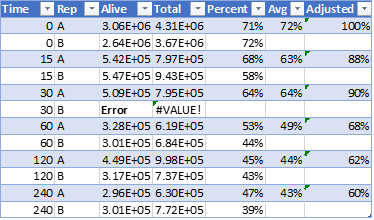 Time Rep Alive Total Percent Avg Adjusted
0 A 3.06E+06 4.31E+06 71% 72% 100%
0 B 2.64E+06 3.67E+06 72%
15 A 5.42E+05 7.97E+05 68% 63% 88%
15 B 5.47E+05 9.43E+05 58%
30 A 5.09E+05 7.95E+05 64% 64% 90%
30 B Error #VALUE!
60 A 3.28E+05 6.19E+05 53% 49% 68%
60 B 3.01E+05 6.84E+05 44%
120 A 4.49E+05 9.98E+05 45% 44% 62%
120 B 3.17E+05 7.37E+05 43%
240 A 2.96E+05 6.30E+05 47% 43% 60%
240 B 3.01E+05 7.72E+05 39%